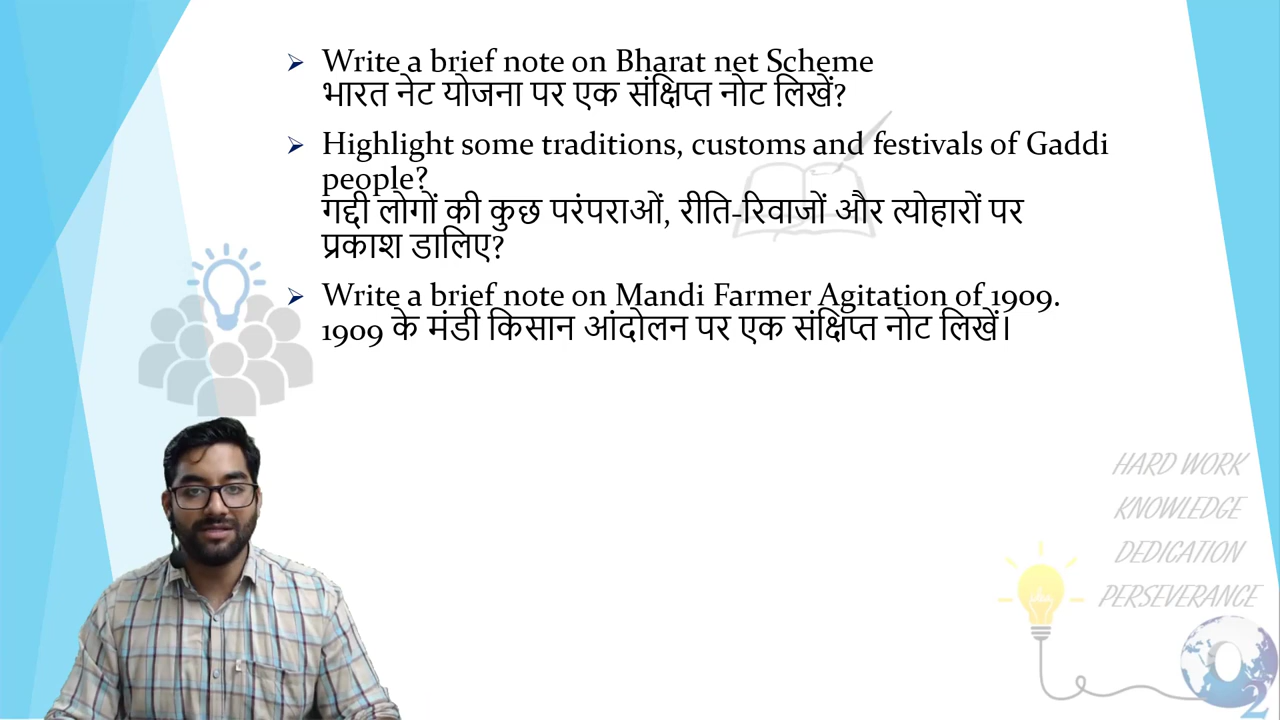 Write a brief note on Bharat net Scheme
भारत नेट योजना पर एक संक्षिप्त नोट लिखें?
Highlight some traditions, customs and festivals of Gaddi
people?
गद्दी लोगों की कुछ परंपराओं, रीति-रिवाजों और त्योहारों पर
प्रकाश डालिए?
Write a brief note on Mandi Farmer Agitation of 1909.
1909 के मंडी किसान आंदोलन पर एक संक्षिप्त नोट लिखें।
HARD WORK
KNOWLEDGE
DEDICATION
PERSEVERANCE
O2